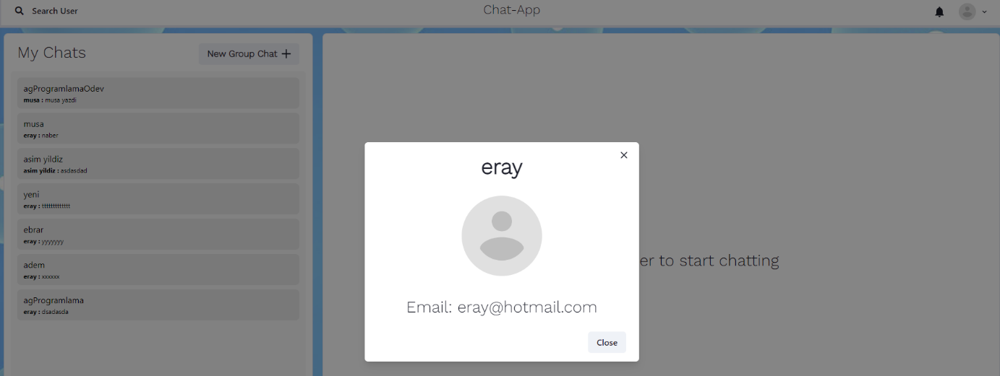 Search User
Chat-App
My Chats
New Group Chat
agProgramlamaOdev
musa : musa yazdi
musa
eray : naber
asim yildiz
asim yildiz : asdasdad
yeni
eray : ttttttttttttt
ebrar
eray : yyyyyyy
adem
eray : xxxxxx
agProgramlama
eray : dsadasda
er to start chatting
eray
Email: eray@hotmail.com
Close